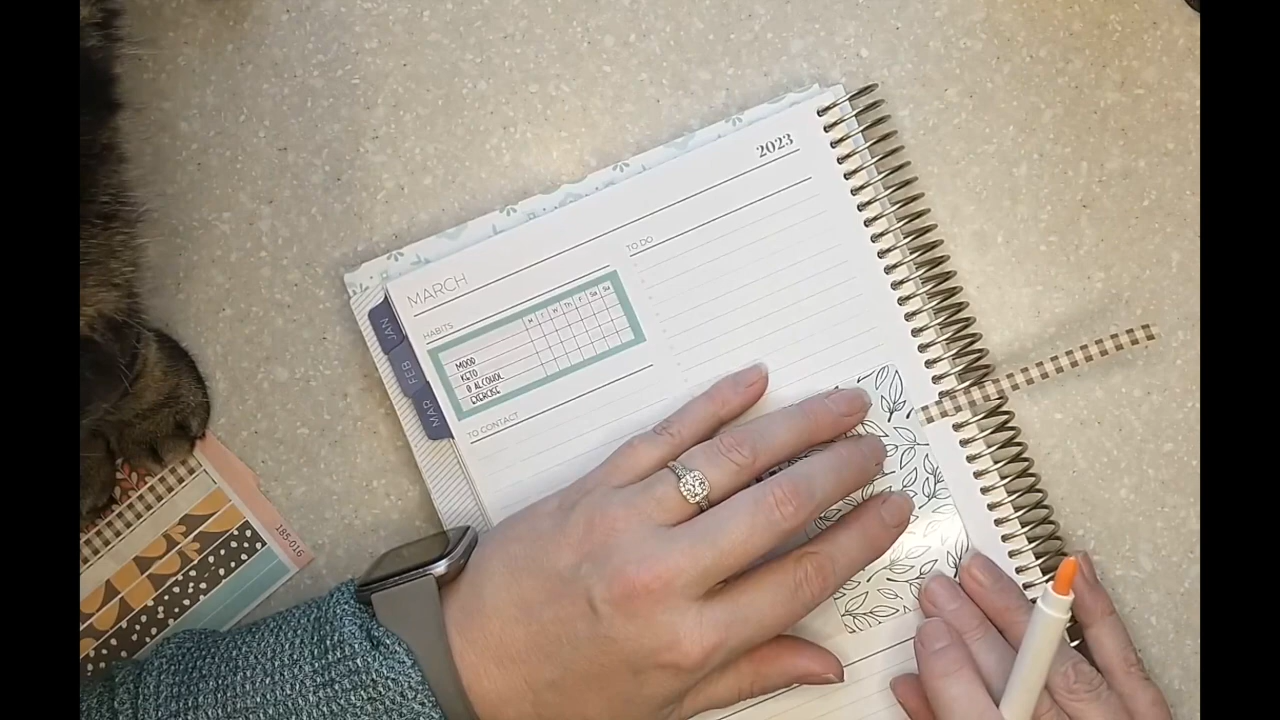 2023
MARCH
TO DO
HABITS
M T W Th F Sa Su
MOOD
KETO
0 ALCOHOL
EXERCISE
TO CONTACT
JAN
FEB
MAR
185-016